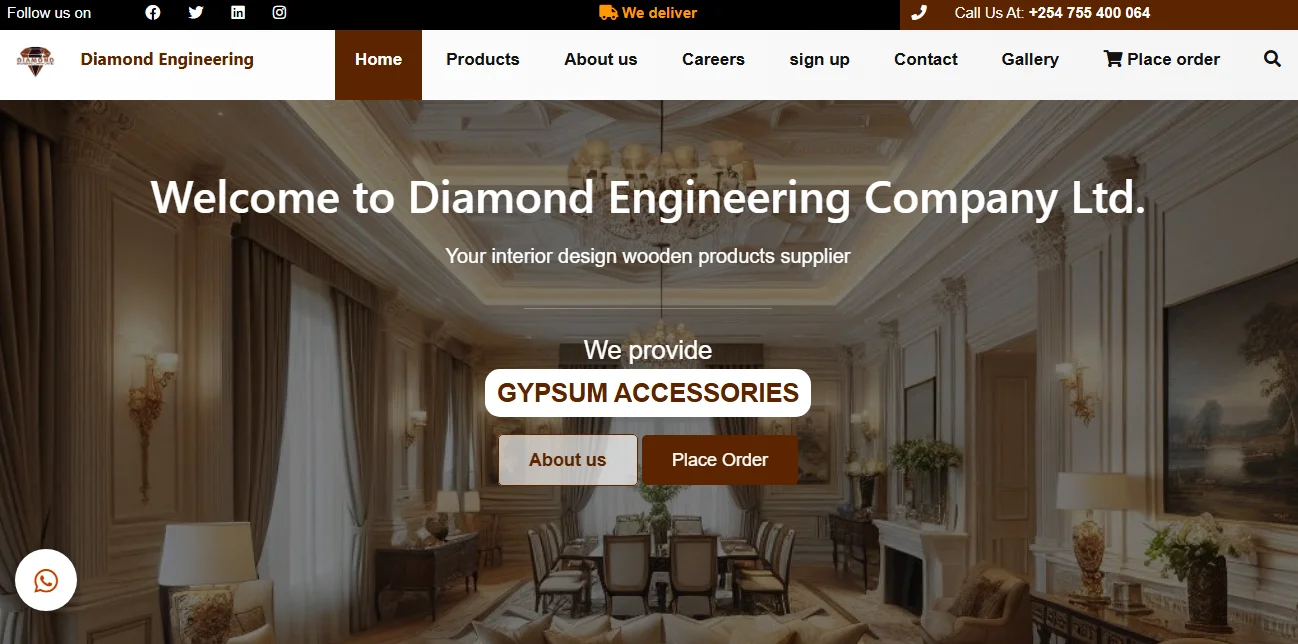 Follow us on
We deliver
Call Us At: +254 755 400 064
DIAMOND
Diamond Engineering
Home
Products
About us
Careers
sign up
Contact
Gallery
Place order
Welcome to Diamond Engineering Company Ltd.
Your interior design wooden products supplier
We provide
GYPSUM ACCESSORIES
About us
Place Order